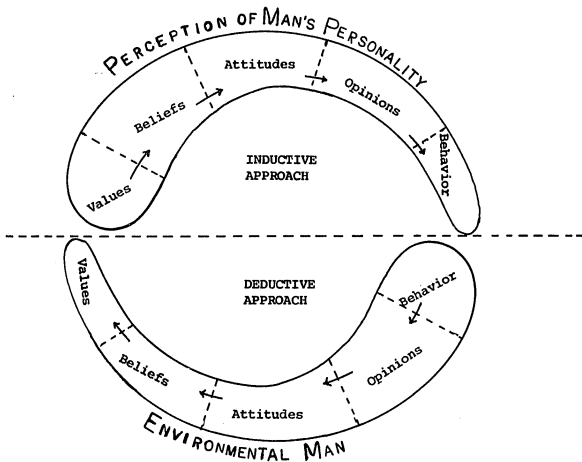 PERCEPTION OF MAN'S PERSONALITY
Attitudes
Opinions
Beliefs
Behavior
Values
INDUCTIVE
APPROACH
DEDUCTIVE
APPROACH
Values
Behavior
Beliefs
Opinions
Attitudes
ENVIRONMENTAL MAN